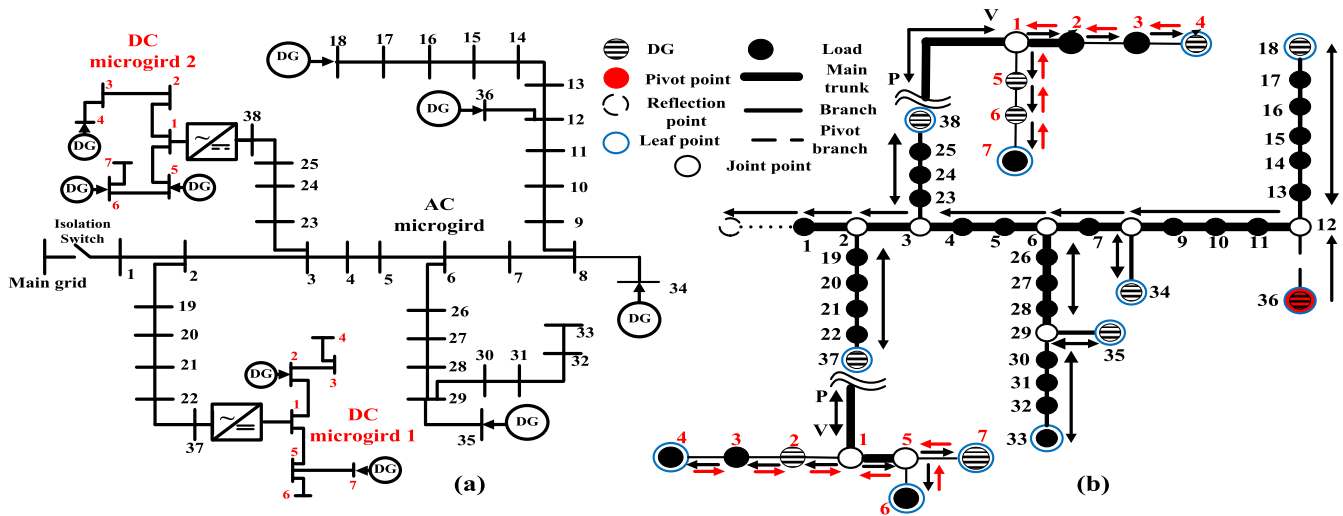 DC
microgird 2
3
2
4
DG
1
38
7
DG
6
5
DG
25
24
23
Isolation
Switch
Main grid
1
2
3
4
5
6
7
8
AC
microgird
DG
18
17
16
15
14
13
DG
36
12
11
10
9
34
DG
19
20
21
22
37
DG
2
4
3
1
DC
microgird 1
5
6
7
DG
26
27
28
29
30
31
32
33
35
DG
(a)
DG
Load
Pivot point
Main
trunk
Reflection
point
Branch
Leaf point
Pivot
branch
Joint point
V
P
1
2
3
4
5
6
7
38
25
24
23
18
17
16
15
14
13
12
1
2
3
4
5
6
7
9
10
11
36
19
20
21
22
37
26
27
28
29
30
31
32
33
34
35
P
V
4
3
2
1
5
7
6
(b)